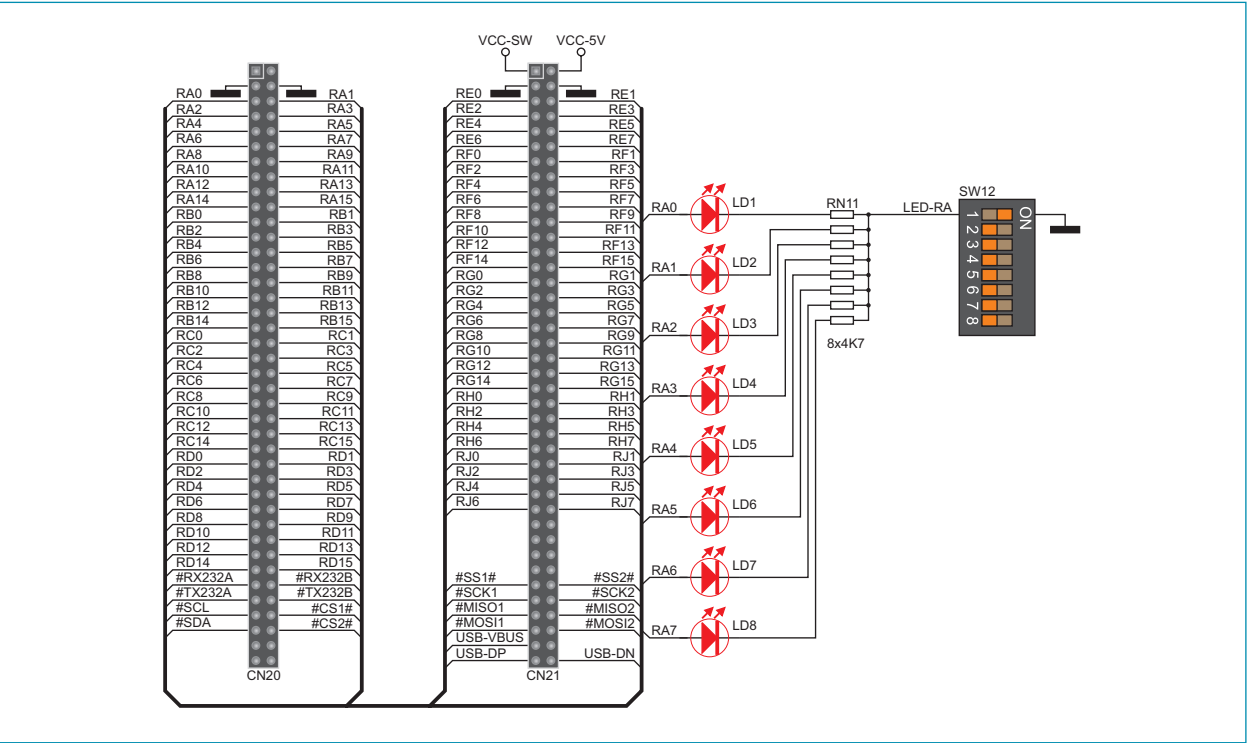 VCC-SW VCC-5V
RA0 RA1
RA2 RA3
RA4 RA5
RA6 RA7
RA8 RA9
RA10 RA11
RA12 RA13
RA14 RA15
RB0 RB1
RB2 RB3
RB4 RB5
RB6 RB7
RB8 RB9
RB10 RB11
RB12 RB13
RB14 RB15
RC0 RC1
RC2 RC3
RC4 RC5
RC6 RC7
RC8 RC9
RC10 RC11
RC12 RC13
RC14 RC15
RD0 RD1
RD2 RD3
RD4 RD5
RD6 RD7
RD8 RD9
RD10 RD11
RD12 RD13
RD14 RD15
#RX232A #RX232B
#TX232A #TX232B
#SCL #CS1#
#SDA #CS2#
CN20
RE0 RE1
RE2 RE3
RE4 RE5
RE6 RE7
RF0 RF1
RF2 RF3
RF4 RF5
RF6 RF7
RF8 RF9
RF10 RF11
RF12 RF13
RF14 RF15
RG0 RG1
RG2 RG3
RG4 RG5
RG6 RG7
RG8 RG9
RG10 RG11
RG12 RG13
RG14 RG15
RH0 RH1
RH2 RH3
RH4 RH5
RH6 RH7
RJ0 RJ1
RJ2 RJ3
RJ4 RJ5
RJ6 RJ7
#SS1# #SS2#
#SCK1 #SCK2
#MISO1 #MISO2
#MOSI1 #MOSI2
USB-VBUS
USB-DP USB-DN
CN21
RA0 LD1
RA1 LD2
RA2 LD3
RA3 LD4
RA4 LD5
RA5 LD6
RA6 LD7
RA7 LD8
RN11
8x4K7
LED-RA
SW12
ON
1
2
3
4
5
6
7
8